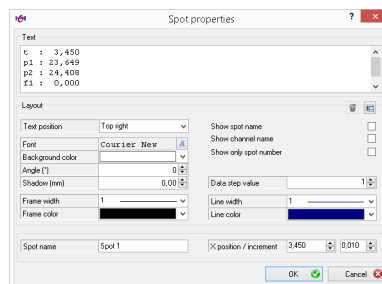 Spot properties
?
x
Text
t : 3,450
p1 : 23,649
p2 : 24,408
f1 : 0,000
Layout
Text position Top right
Show spot name
Show channel name
Font Courier New A
Show only spot number
Background color
Angle (°) 0
Shadow (mm) 0,00
Data step value 1
Frame width 1
Line width 1
Frame color
Line color
Spot name Spot 1
X position / increment 3,450 0,010
OK
Cancel